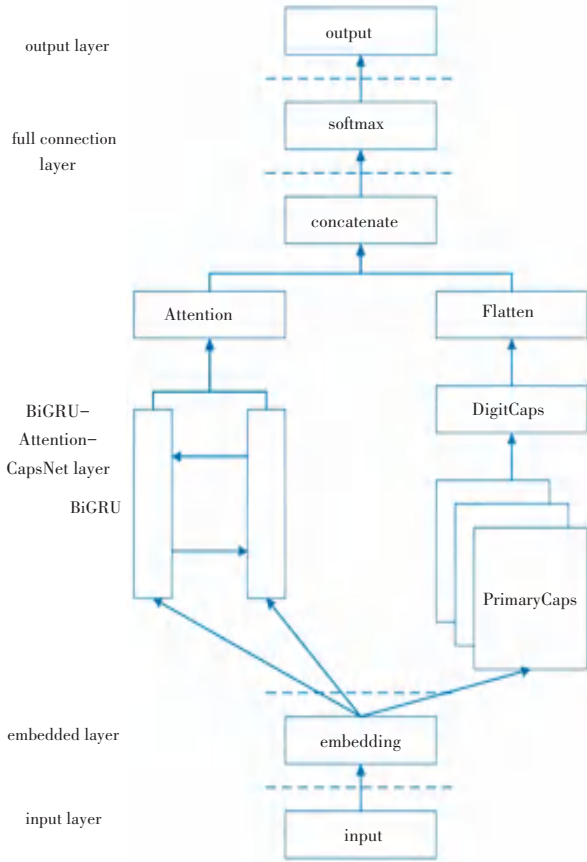 output layer
output
softmax
full connection
layer
concatenate
Attention
Flatten
DigitCaps
BiGRU-
Attention-
CapsNet layer
BiGRU
PrimaryCaps
embedded layer
embedding
input layer
input